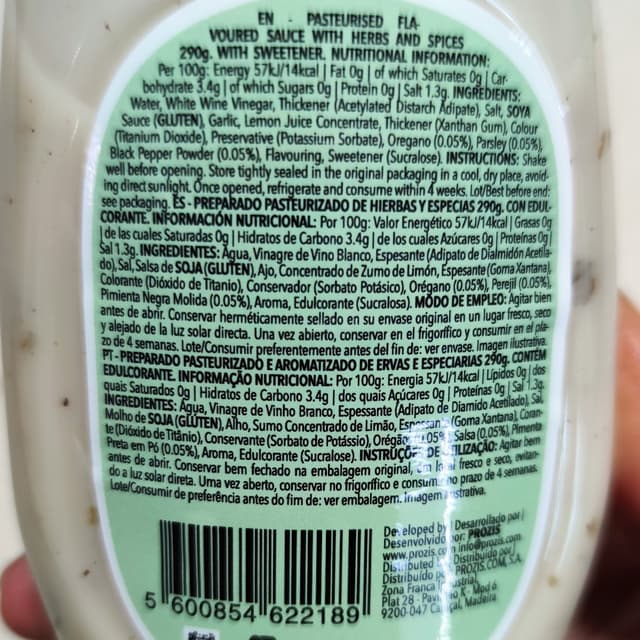 EN - PASTEURISED FLA-
VOURED SAUCE WITH HERBS AND SPICES
290g. WITH SWEETENER. NUTRITIONAL INFORMATION:
Per 100g: Energy 57kJ/14kcal | Fat 0g | of which Saturates 0g | Car-
bohydrate 3.4g | of which Sugars 0g | Protein 0g | Salt 1.3g. INGREDIENTS:
Water, White Wine Vinegar, Thickener (Acetylated Distarch Adipate), Salt, SOYA
Sauce (GLUTEN), Garlic, Lemon Juice Concentrate, Thickener (Xanthan Gum), Colour
(Titanium Dioxide), Preservative (Potassium Sorbate), Oregano (0.05%), Parsley (0.05%),
Black Pepper Powder (0.05%), Flavouring, Sweetener (Sucralose). INSTRUCTIONS: Shake
well before opening. Store tightly sealed in the original packaging in a cool, dry place, avoid-
ing direct sunlight. Once opened, refrigerate and consume within 4 weeks. Lot/Best before end:
see packaging. ES - PREPARADO PASTEURIZADO DE HIERBAS Y ESPECIAS 290g. CON EDUL-
CORANTE. INFORMACIÓN NUTRICIONAL: Por 100g: Valor Energético 57kJ/14kcal | Grasas 0g
| de las cuales Saturadas 0g | Hidratos de Carbono 3.4g | de los cuales Azúcares 0g | Proteínas 0g |
Sal 1.3g. INGREDIENTES: Agua, Vinagre de Vino Blanco, Espesante (Adipato de Dialmidón Acetila-
do), Sal, Salsa de SOJA (GLUTEN), Ajo, Concentrado de Zumo de Limón, Espesante (Goma Xantana),
Colorante (Dióxido de Titanio), Conservador (Sorbato Potásico), Orégano (0.05%), Perejil (0.05%),
Pimienta Negra Molida (0.05%), Aroma, Edulcorante (Sucralosa). MODO DE EMPLEO: Agitar bien
antes de abrir. Conservar herméticamente sellado en su envase original en un lugar fresco, seco
y alejado de la luz solar directa. Una vez abierto, conservar en el frigorífico y consumir en el pla-
zo de 4 semanas. Lote/Consumir preferentemente antes del fin de: ver envase. Imagen ilustrativa.
PT - PREPARADO PASTEURIZADO E AROMATIZADO DE ERVAS E ESPECIARIAS 290g. CONTÉM
EDULCORANTE. INFORMAÇÃO NUTRICIONAL: Por 100g: Energia 57kJ/14kcal | Lípidos 0g | dos
quais Saturados 0g | Hidratos de Carbono 3.4g | dos quais Açúcares 0g | Proteínas 0g | Sal 1.3g.
INGREDIENTES: Água, Vinagre de Vinho Branco, Espessante (Adipato de Diamido Acetilado), Sal,
Molho de SOJA (GLÚTEN), Alho, Sumo Concentrado de Limão, Espessante (Goma Xantana), Coran-
te (Dióxido de Titânio), Conservante (Sorbato de Potássio), Orégão (0.05%), Salsa (0.05%), Pimenta
Preta em Pó (0.05%), Aroma, Edulcorante (Sucralose). INSTRUÇÕES DE UTILIZAÇÃO: Agitar bem
antes de abrir. Conservar bem fechado na embalagem original, em local fresco e seco, evitan-
do a luz solar direta. Uma vez aberto, conservar no frigorífico e consumir no prazo de 4 semanas.
Lote/Consumir de preferência antes do fim de: ver embalagem. Imagem ilustrativa.
Developed by | Desarrollado por |
Desenvolvido por: PROZIS
www.prozis.com info@prozis.com
Distributed by | Distribuido por |
Distribuído por: PROZIS.COM, S.A.
Zona Franca Industrial,
Plat 28 - Pavilhão K - Mod 6
9200-047 Caniçal, Madeira
5 600854 622189